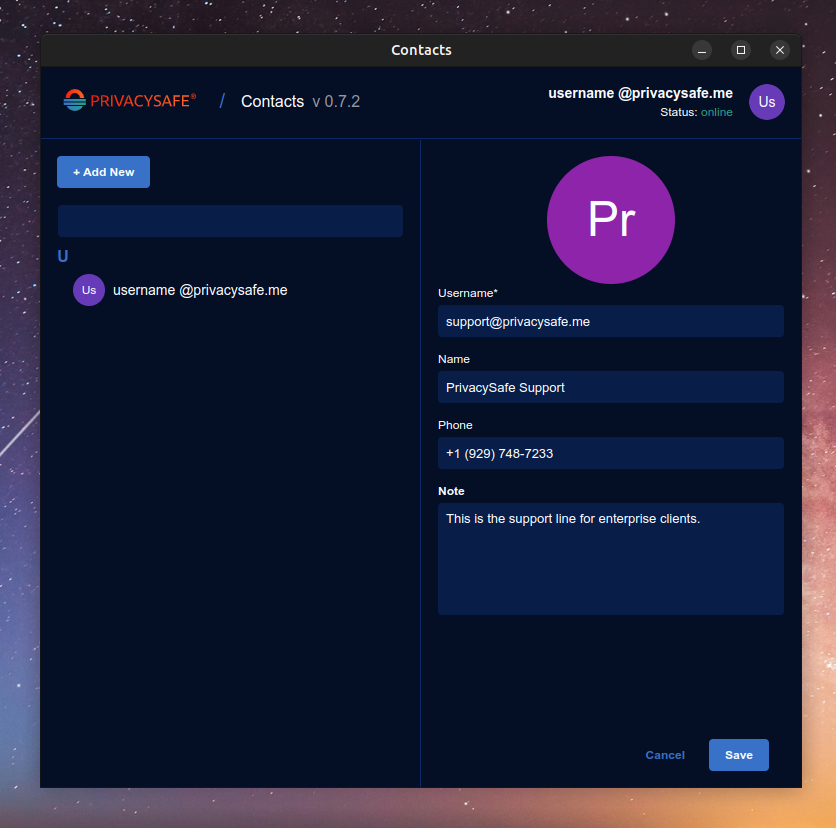 Contacts
PRIVACYSAFE® / Contacts v 0.7.2
username @privacysafe.me
Status: online
Us
+ Add New
U
Us username @privacysafe.me
Pr
Username*
support@privacysafe.me
Name
PrivacySafe Support
Phone
+1 (929) 748-7233
Note
This is the support line for enterprise clients.
Cancel Save